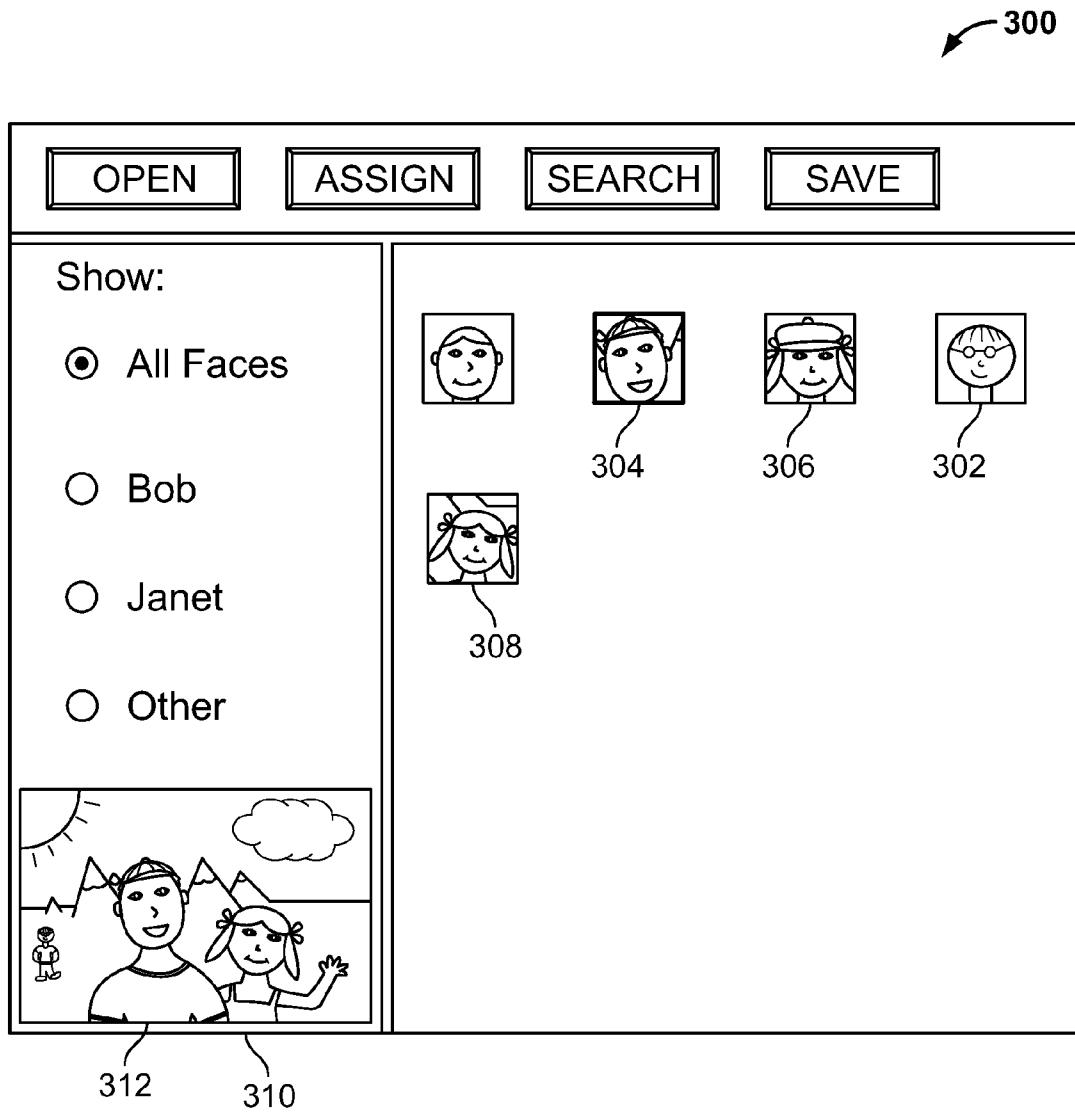 300
OPEN ASSIGN SEARCH SAVE
Show:
All Faces
Bob
Janet
Other
304 306 302
308
312 310